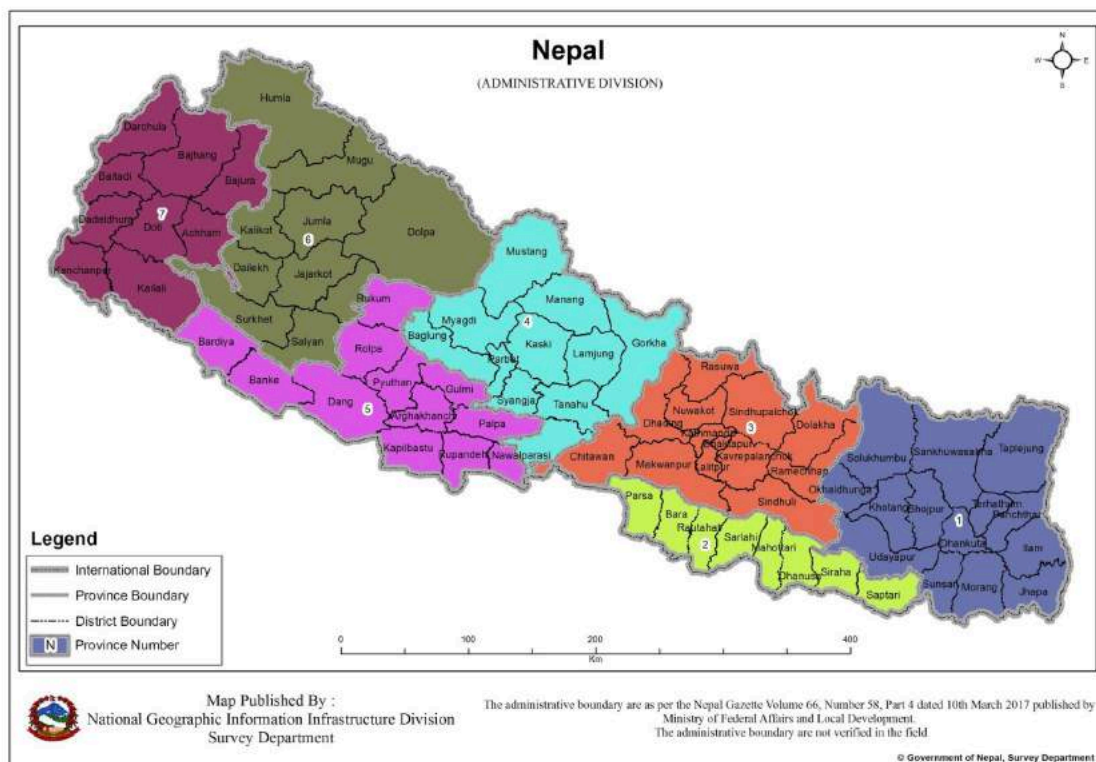 Nepal
(ADMINISTRATIVE DIVISION)
N
W E
S
Humla
Darchula
Bajhang
Mugu
Baitadi
Bajura
Dadeldhura
7
Doti
Achham
Kalikot
Jumla
6
Dolpa
Mustang
Kanchanpur
Kailali
Dailekh
Jajarkot
Rukum
Manang
Surkhet
Salyan
Myagdi
4
Baglung
Kaski
Gorkha
Bardiya
Rolpa
Parbat
Lamjung
Rasuwa
Banke
Pyuthan
Gulmi
Syangja
Tanahu
Dang
5
Arghakhanchi
Palpa
Nuwakot
Sindhupalchok
Dhading
3
Dolakha
Kathmandu
Bhaktapur
Kapilbastu
Rupandehi
Nawalparasi
Chitawan
Makwanpur
Lalitpur
Kavrepalanchok
Ramechhap
Solukhumbu
Sankhuwasabha
Taplejung
Sindhuli
Okhaldhunga
Khotang
Bhojpur
Terhathum
Panchthar
1
Parsa
Bara
Rautahat
2
Sarlahi
Mahottari
Dhanusa
Siraha
Saptari
Udayapur
Dhankuta
Ilam
Sunsari
Morang
Jhapa
Legend
International Boundary
Province Boundary
District Boundary
N Province Number
0 100 200 400
Km
Map Published By :
National Geographic Information Infrastructure Division
Survey Department
The administrative boundary are as per the Nepal Gazette Volume 66, Number 58, Part 4 dated 10th March 2017 published by
Ministry of Federal Affairs and Local Development.
The administrative boundary are not verified in the field
© Government of Nepal, Survey Department